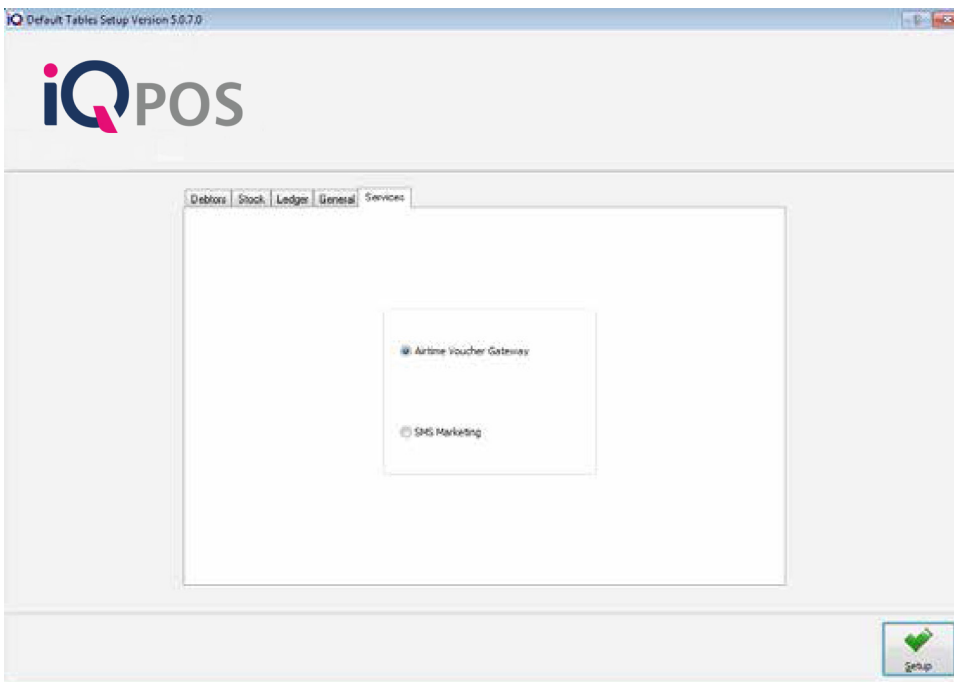 iQ Default Tables Setup Version 5.0.7.0
iQPOS
Debtors Stock Ledger General Services
Airtime Voucher Gateway
SMS Marketing
Setup